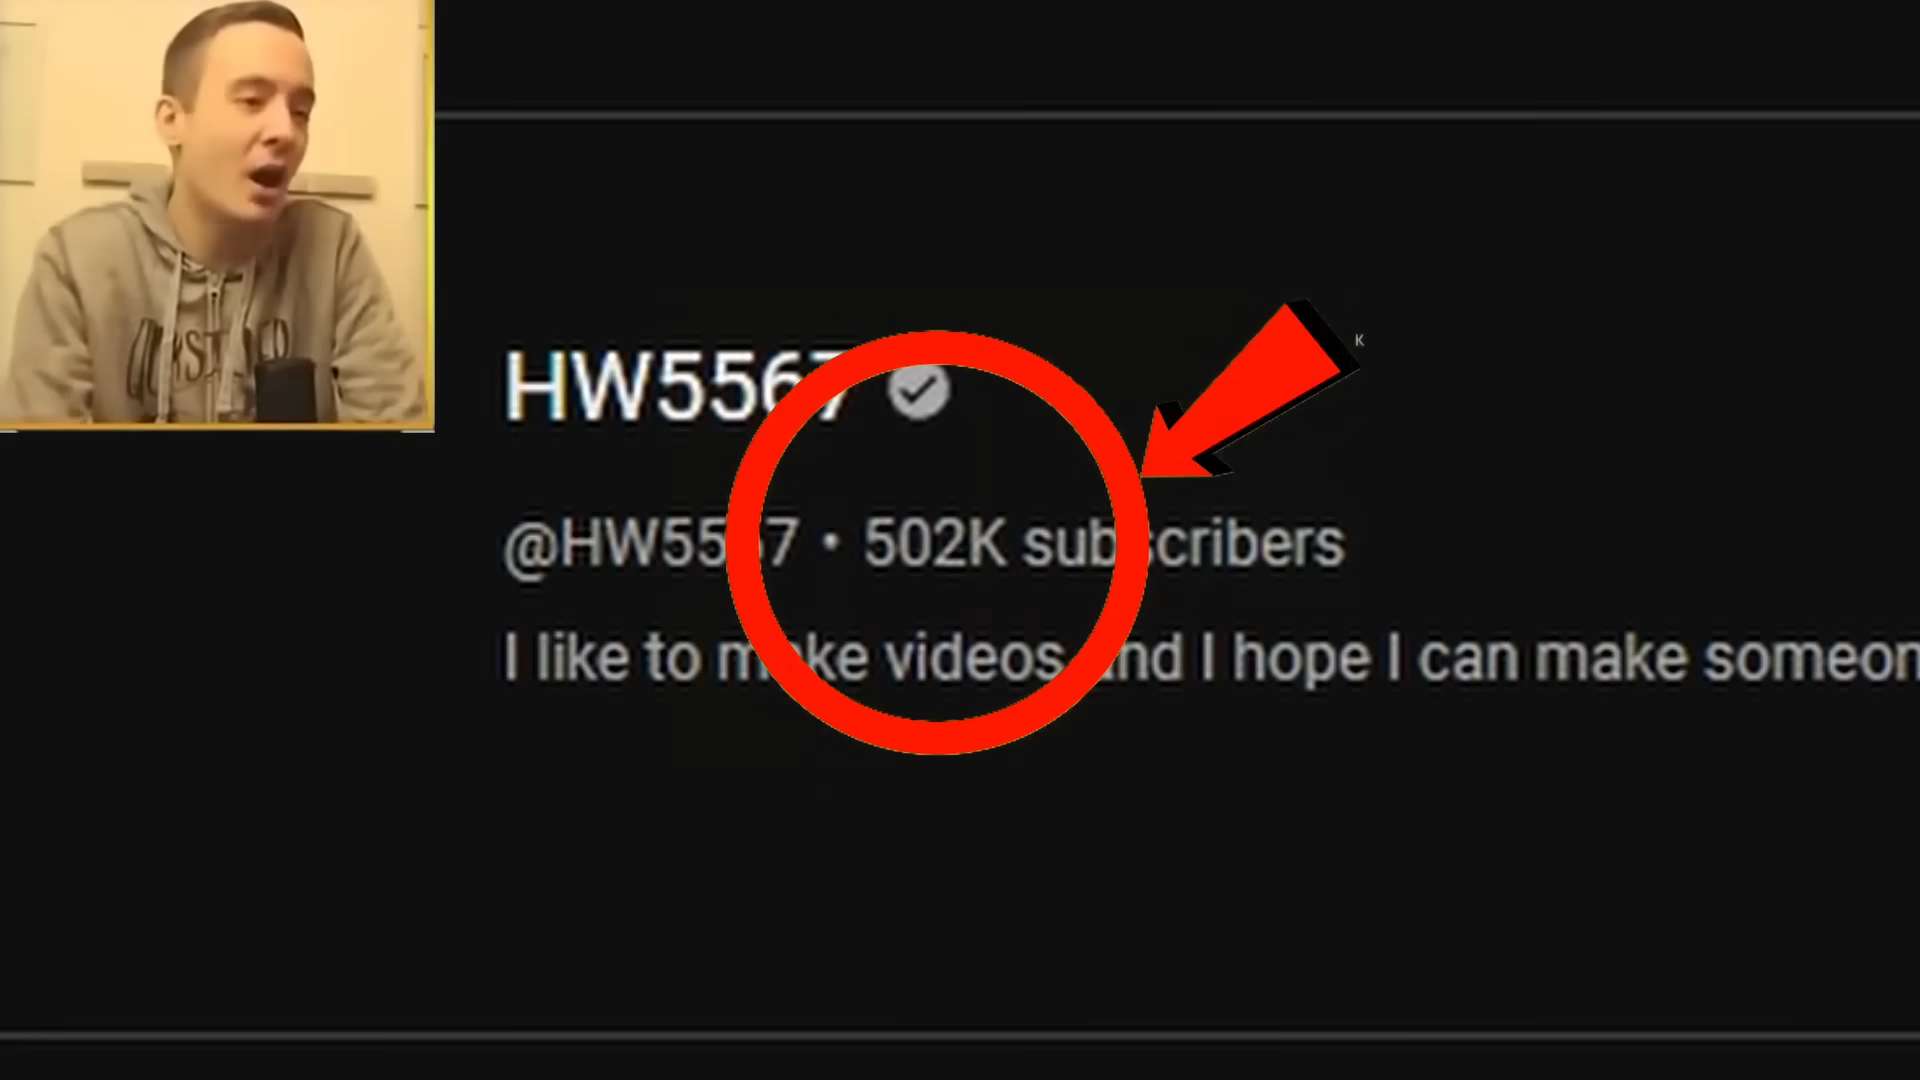 HW5567
@HW5567 • 502K subscribers
I like to make videos and I hope I can make someon
K